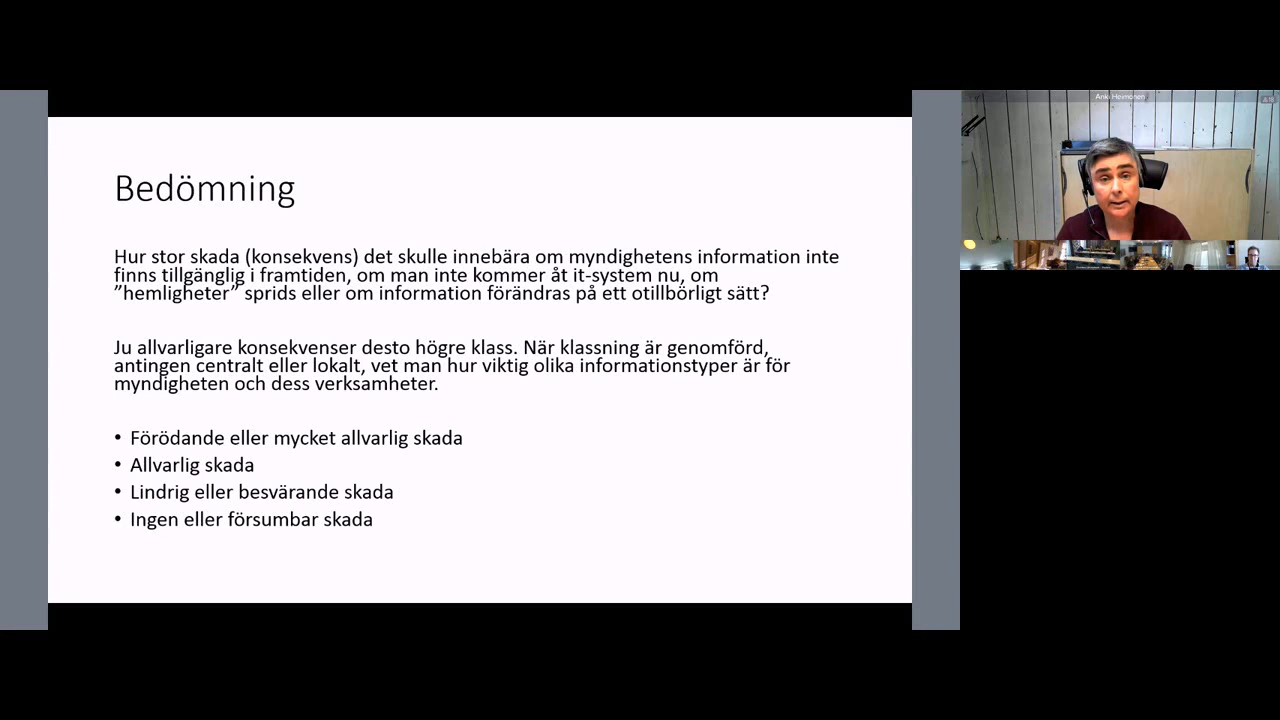 Bedömning
Hur stor skada (konsekvens) det skulle innebära om myndighetens information inte
finns tillgänglig i framtiden, om man inte kommer åt it-system nu, om
”hemligheter” sprids eller om information förändras på ett otillbörligt sätt?
Ju allvarligare konsekvenser desto högre klass. När klassning är genomförd,
antingen centralt eller lokalt, vet man hur viktig olika informationstyper är för
myndigheten och dess verksamheter.
• Förödande eller mycket allvarlig skada
• Allvarlig skada
• Lindrig eller besvärande skada
• Ingen eller försumbar skada